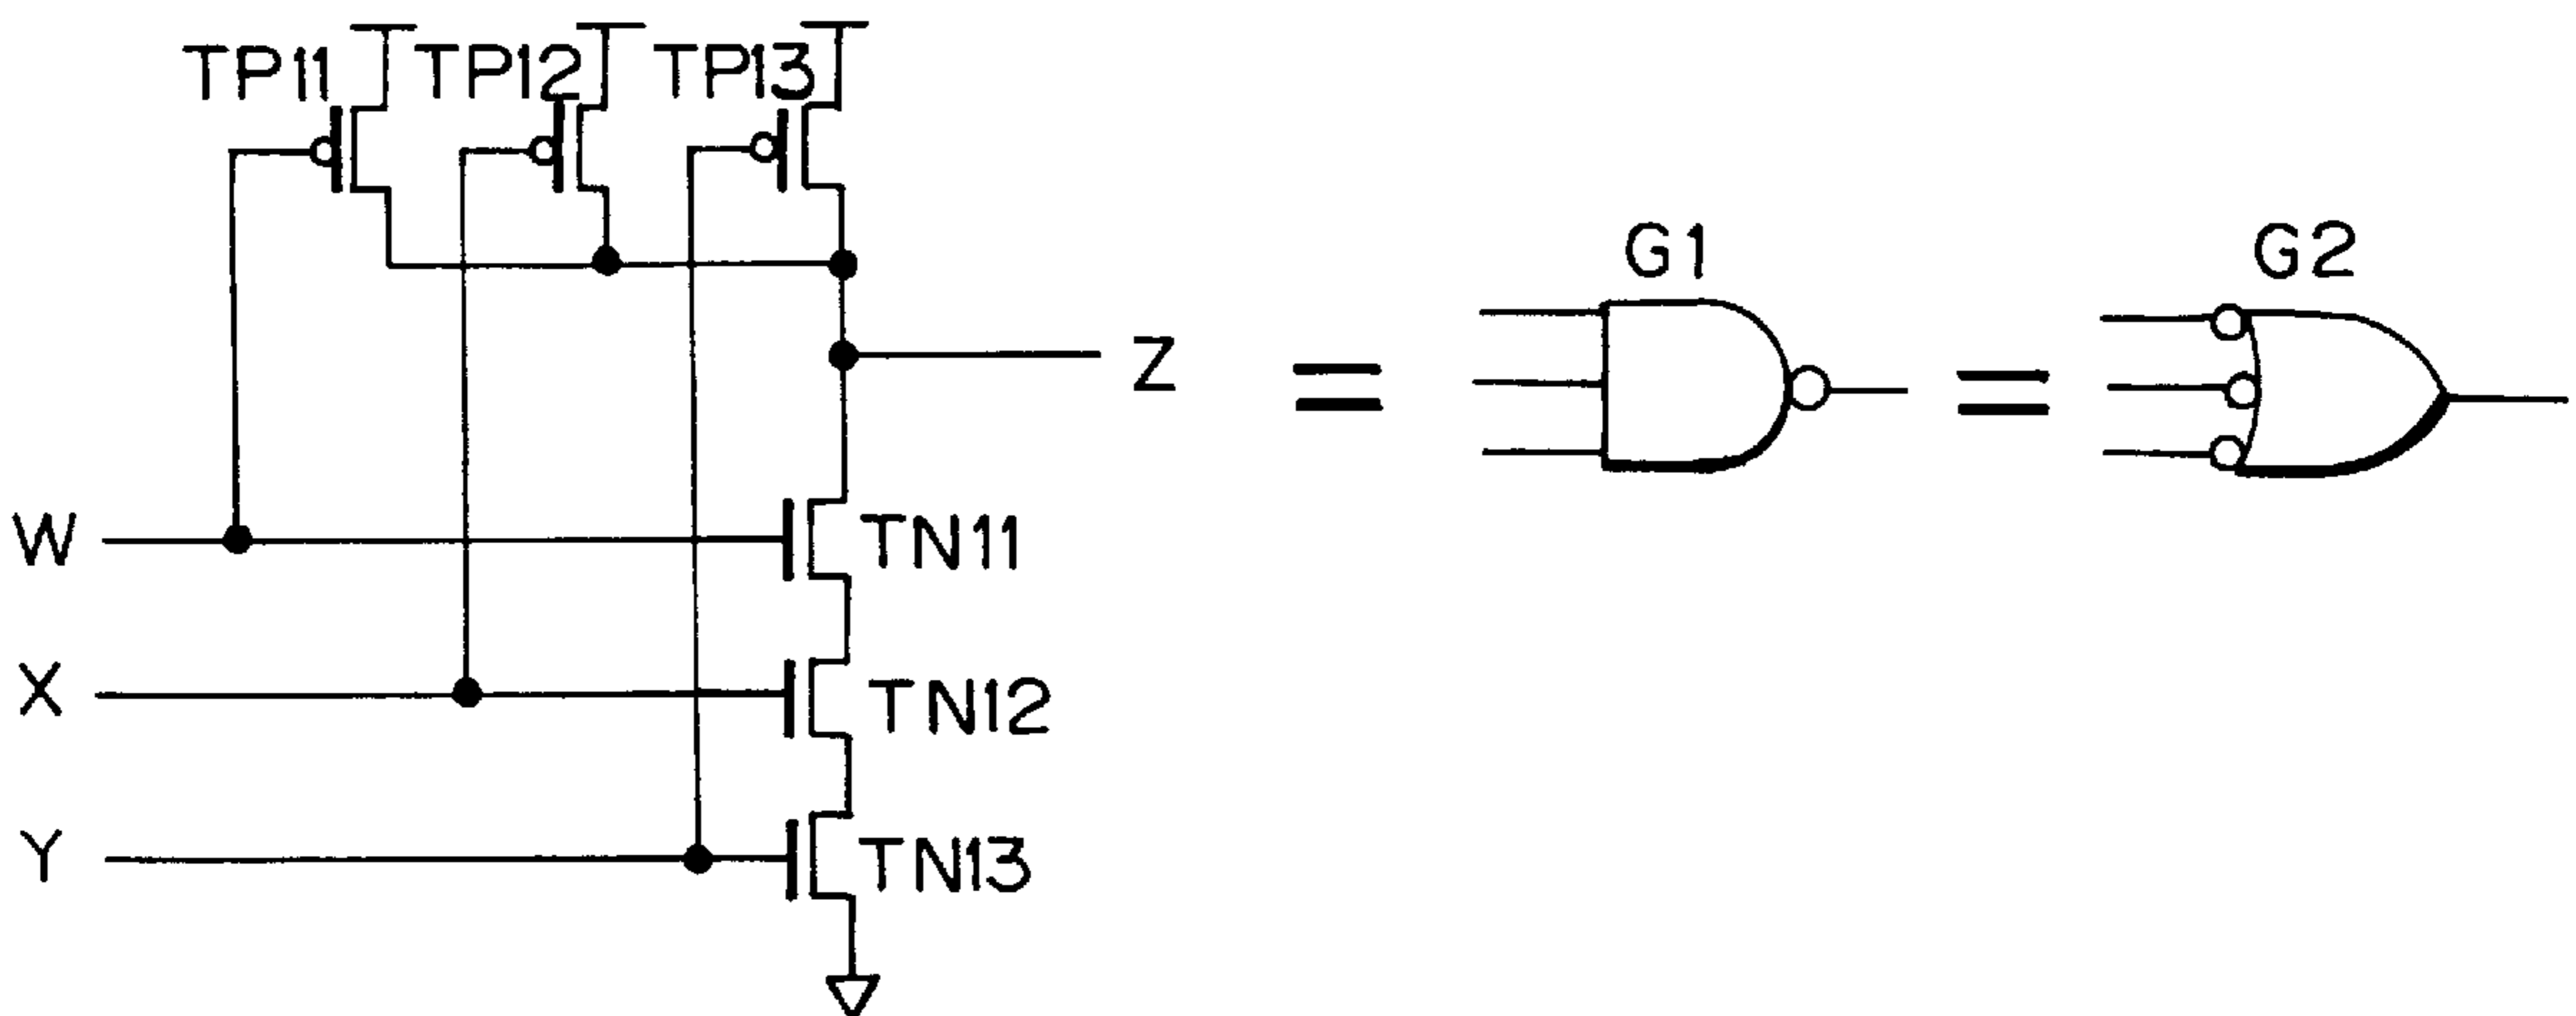 TP11 TP12 TP13
G1
G2
Z
=
=
W
TN11
X
TN12
Y
TN13